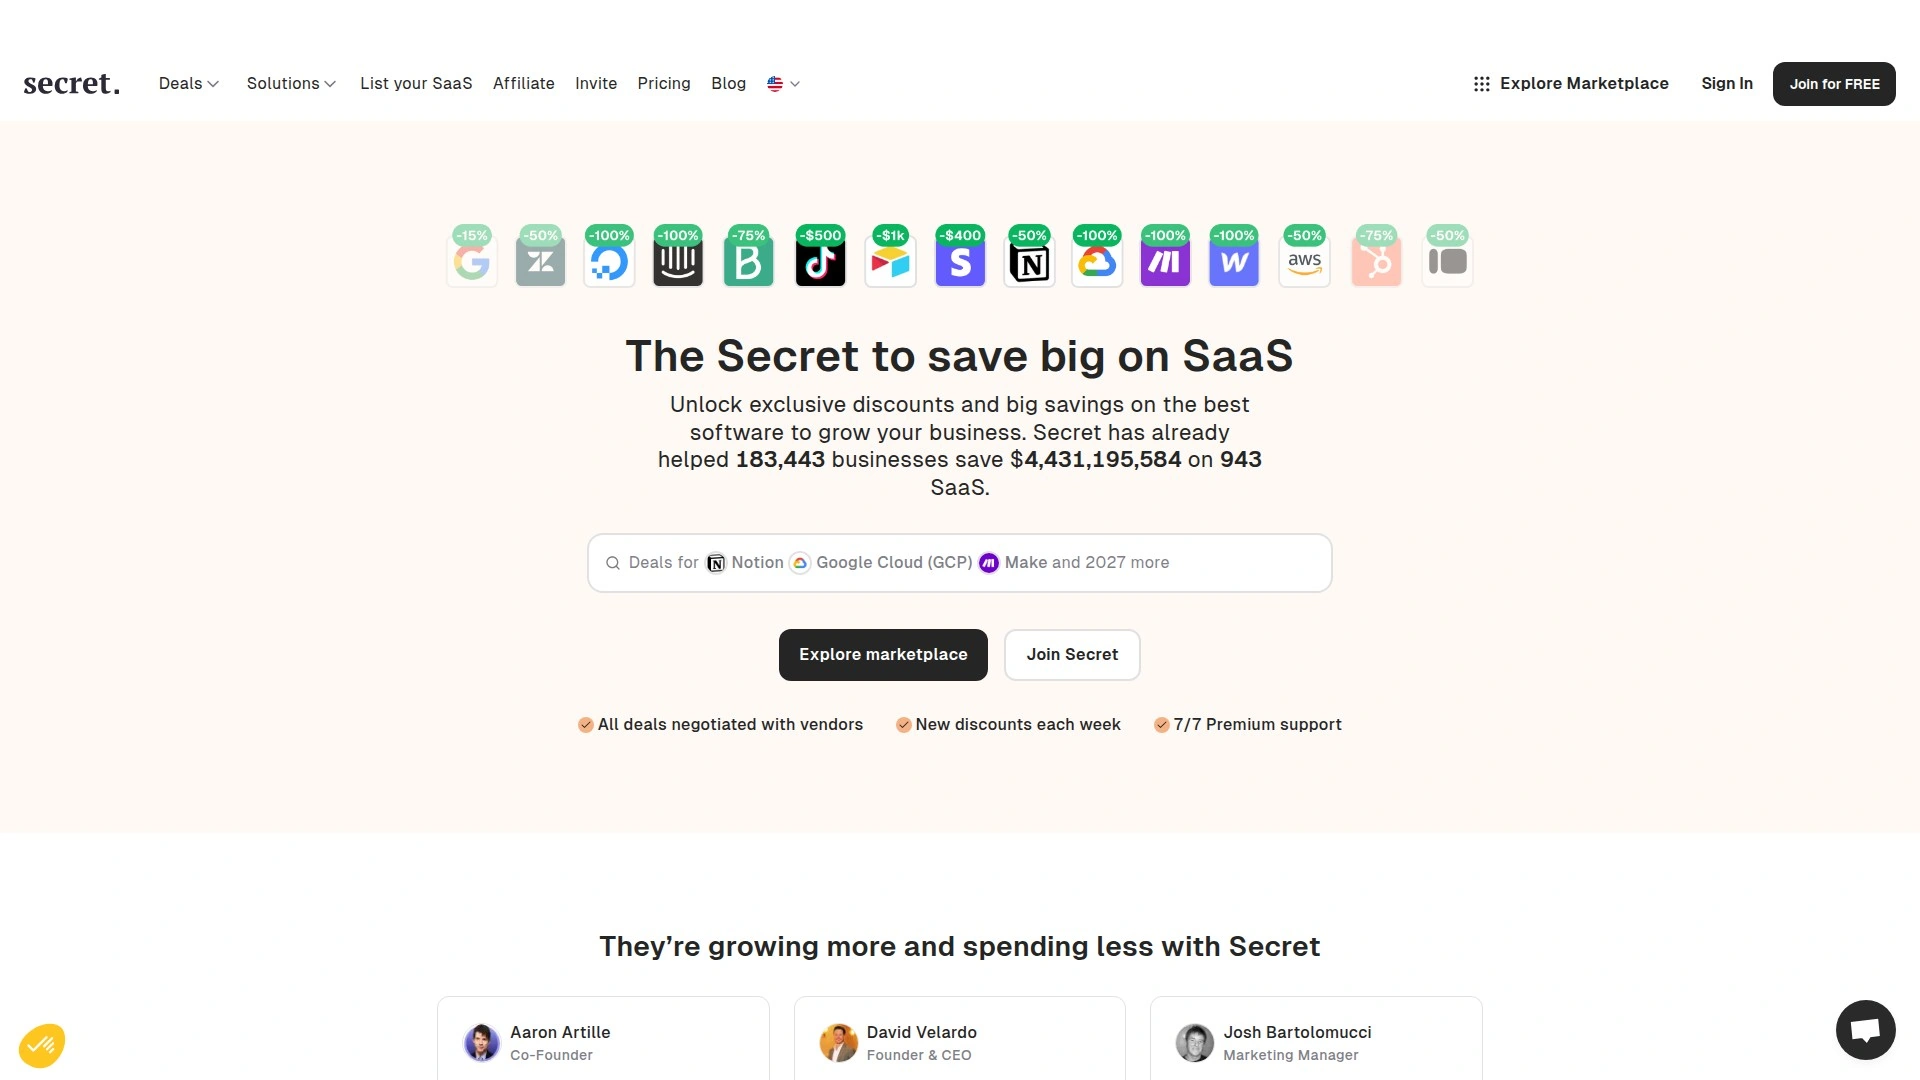 secret.
Deals
Solutions
List your SaaS
Affiliate
Invite
Pricing
Blog
Explore Marketplace
Sign In
Join for FREE
-15%
-50%
-100%
-100%
-75%
-$500
-$1k
-$400
-50%
-100%
-100%
-100%
-50%
-75%
-50%
aws
The Secret to save big on SaaS
Unlock exclusive discounts and big savings on the best
software to grow your business. Secret has already
helped 183,443 businesses save $4,431,195,584 on 943
SaaS.
Deals for Notion Google Cloud (GCP) Make and 2027 more
Explore marketplace
Join Secret
All deals negotiated with vendors
New discounts each week
7/7 Premium support
They’re growing more and spending less with Secret
Aaron Artille
Co-Founder
David Velardo
Founder & CEO
Josh Bartolomucci
Marketing Manager